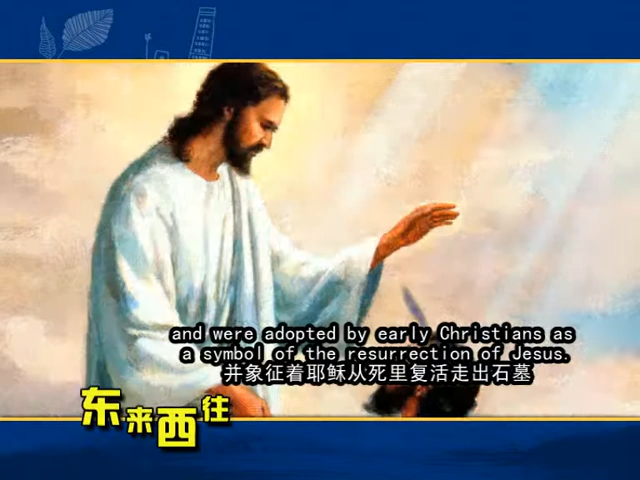 and were adopted by early Christians as
a symbol of the resurrection of Jesus.
并象征着耶稣从死里复活走出石墓
东来西往